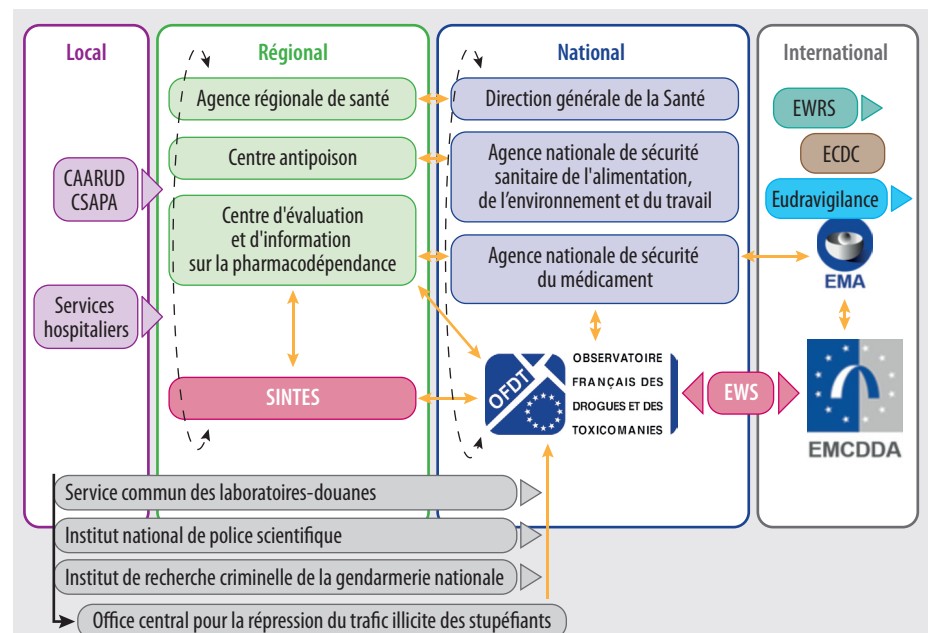 Local
Régional
National
International
Agence régionale de santé
Direction générale de la Santé
EWRS
Centre antipoison
Agence nationale de sécurité
sanitaire de l'alimentation,
de l'environnement et du travail
ECDC
CAARUD
CSAPA
Eudravigilance
Centre d'évaluation
et d'information
sur la pharmacodépendance
Agence nationale de sécurité
du médicament
EMA
Services
hospitaliers
SINTES
OFDT
OBSERVATOIRE
FRANÇAIS DES
DROGUES ET DES
TOXICOMANIES
EWS
EMCDDA
Service commun des laboratoires-douanes
Institut national de police scientifique
Institut de recherche criminelle de la gendarmerie nationale
Office central pour la répression du trafic illicite des stupéfiants